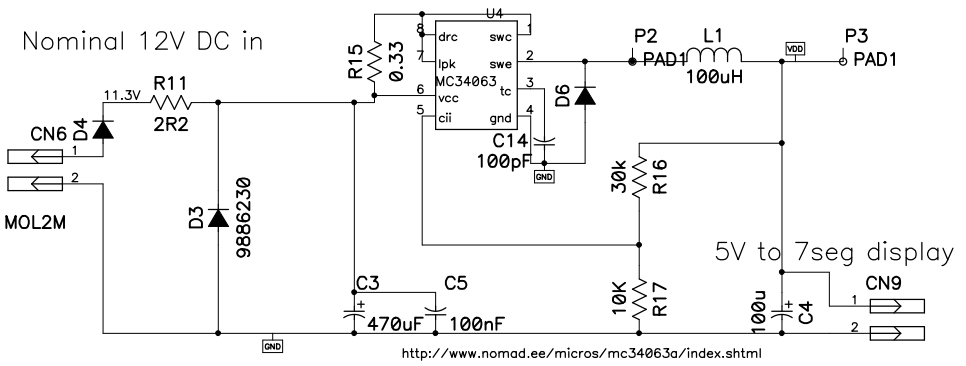 Nominal 12V DC in
U4
8 drc swc 1
7 lpk swe 2
MC34063
6 vcc tc 3
5 cii gnd 4
R15
0.33
P2
PAD1
L1
100uH
VDD
P3
PAD1
11.3V
R11
2R2
D4
CN6
1
2
MOL2M
D6
C14
100pF
GND
30k
R16
D3
9886230
5V to 7seg display
C3
470uF
C5
100nF
10K
R17
100u
C4
CN9
1
2
GND
http://www.nomad.ee/micros/mc34063a/index.shtml